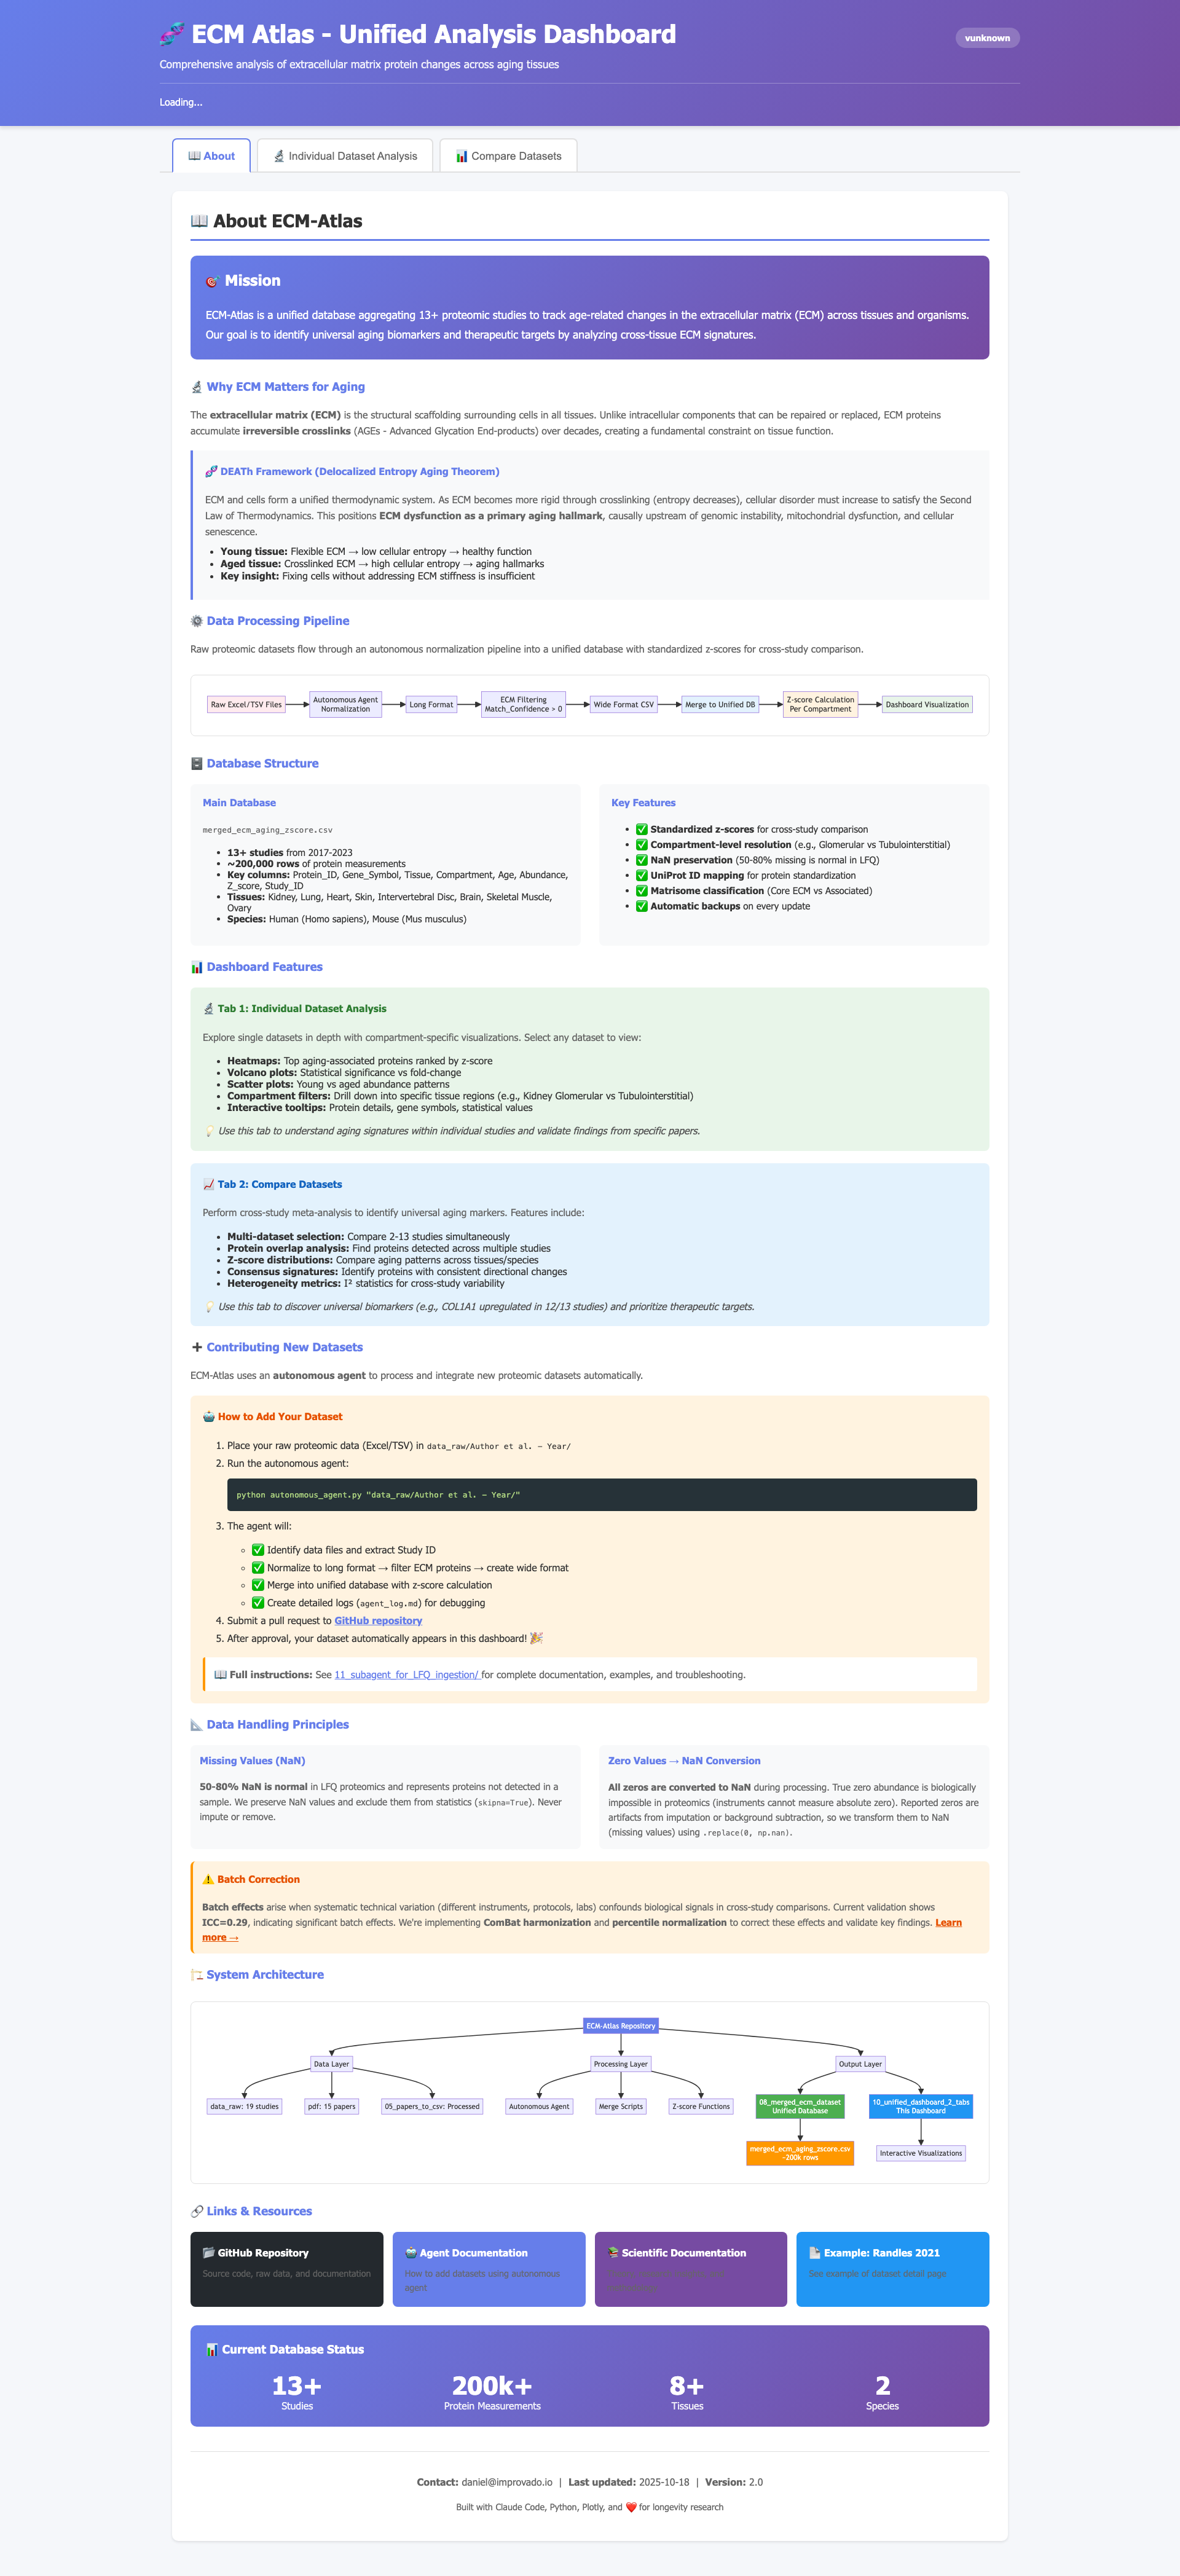 ECM Atlas - Unified Analysis Dashboard
vunknown
Comprehensive analysis of extracellular matrix protein changes across aging tissues
Loading...
About
Individual Dataset Analysis
Compare Datasets
About ECM-Atlas
Mission
ECM-Atlas is a unified database aggregating 13+ proteomic studies to track age-related changes in the extracellular matrix (ECM) across tissues and organisms.
Our goal is to identify universal aging biomarkers and therapeutic targets by analyzing cross-tissue ECM signatures.
Why ECM Matters for Aging
The extracellular matrix (ECM) is the structural scaffolding surrounding cells in all tissues. Unlike intracellular components that can be repaired or replaced, ECM proteins
accumulate irreversible crosslinks (AGEs - Advanced Glycation End-products) over decades, creating a fundamental constraint on tissue function.
DEATh Framework (Delocalized Entropy Aging Theorem)
ECM and cells form a unified thermodynamic system. As ECM becomes more rigid through crosslinking (entropy decreases), cellular disorder must increase to satisfy the Second
Law of Thermodynamics. This positions ECM dysfunction as a primary aging hallmark, causally upstream of genomic instability, mitochondrial dysfunction, and cellular
senescence.
• Young tissue: Flexible ECM → low cellular entropy → healthy function
• Aged tissue: Crosslinked ECM → high cellular entropy → aging hallmarks
• Key insight: Fixing cells without addressing ECM stiffness is insufficient
Data Processing Pipeline
Raw proteomic datasets flow through an autonomous normalization pipeline into a unified database with standardized z-scores for cross-study comparison.
Raw Excel/TSV Files
Autonomous Agent
Normalization
Long Format
ECM Filtering
Match_Confidence > 0
Wide Format CSV
Merge to Unified DB
Z-score Calculation
Per Compartment
Dashboard Visualization
Database Structure
Main Database
merged_ecm_aging_zscore.csv
• 13+ studies from 2017-2023
• ~200,000 rows of protein measurements
• Key columns: Protein_ID, Gene_Symbol, Tissue, Compartment, Age, Abundance,
Z_score, Study_ID
• Tissues: Kidney, Lung, Heart, Skin, Intervertebral Disc, Brain, Skeletal Muscle,
Ovary
• Species: Human (Homo sapiens), Mouse (Mus musculus)
Key Features
• ✅ Standardized z-scores for cross-study comparison
• ✅ Compartment-level resolution (e.g., Glomerular vs Tubulointerstitial)
• ✅ NaN preservation (50-80% missing is normal in LFQ)
• ✅ UniProt ID mapping for protein standardization
• ✅ Matrisome classification (Core ECM vs Associated)
• ✅ Automatic backups on every update
Dashboard Features
Tab 1: Individual Dataset Analysis
Explore single datasets in depth with compartment-specific visualizations. Select any dataset to view:
• Heatmaps: Top aging-associated proteins ranked by z-score
• Volcano plots: Statistical significance vs fold-change
• Scatter plots: Young vs aged abundance patterns
• Compartment filters: Drill down into specific tissue regions (e.g., Kidney Glomerular vs Tubulointerstitial)
• Interactive tooltips: Protein details, gene symbols, statistical values
Use this tab to understand aging signatures within individual studies and validate findings from specific papers.
Tab 2: Compare Datasets
Perform cross-study meta-analysis to identify universal aging markers. Features include:
• Multi-dataset selection: Compare 2-13 studies simultaneously
• Protein overlap analysis: Find proteins detected across multiple studies
• Z-score distributions: Compare aging patterns across tissues/species
• Consensus signatures: Identify proteins with consistent directional changes
• Heterogeneity metrics: I² statistics for cross-study variability
Use this tab to discover universal biomarkers (e.g., COL1A1 upregulated in 12/13 studies) and prioritize therapeutic targets.
Contributing New Datasets
ECM-Atlas uses an autonomous agent to process and integrate new proteomic datasets automatically.
How to Add Your Dataset
1. Place your raw proteomic data (Excel/TSV) in data_raw/Author et al. - Year/
2. Run the autonomous agent:
python autonomous_agent.py "data_raw/Author et al. - Year/"
3. The agent will:
◦ ✅ Identify data files and extract Study ID
◦ ✅ Normalize to long format → filter ECM proteins → create wide format
◦ ✅ Merge into unified database with z-score calculation
◦ ✅ Create detailed logs (agent_log.md) for debugging
4. Submit a pull request to GitHub repository
5. After approval, your dataset automatically appears in this dashboard!
Full instructions: See 11_subagent_for_LFQ_ingestion/ for complete documentation, examples, and troubleshooting.
Data Handling Principles
Missing Values (NaN)
50-80% NaN is normal in LFQ proteomics and represents proteins not detected in a
sample. We preserve NaN values and exclude them from statistics (skipna=True). Never
impute or remove.
Zero Values → NaN Conversion
All zeros are converted to NaN during processing. True zero abundance is biologically
impossible in proteomics (instruments cannot measure absolute zero). Reported zeros are
artifacts from imputation or background subtraction, so we transform them to NaN
(missing values) using .replace(0, np.nan).
Batch Correction
Batch effects arise when systematic technical variation (different instruments, protocols, labs) confounds biological signals in cross-study comparisons. Current validation shows
ICC=0.29, indicating significant batch effects. We're implementing ComBat harmonization and percentile normalization to correct these effects and validate key findings. Learn
more →
System Architecture
ECM-Atlas Repository
Data Layer
Processing Layer
Output Layer
data_raw: 19 studies
pdf: 15 papers
05_papers_to_csv: Processed
Autonomous Agent
Merge Scripts
Z-score Functions
08_merged_ecm_dataset
Unified Database
10_unified_dashboard_2_tabs
This Dashboard
merged_ecm_aging_zscore.csv
~200k rows
Interactive Visualizations
Links & Resources
GitHub Repository
Source code, raw data, and documentation
Agent Documentation
How to add datasets using autonomous
agent
Scientific Documentation
Example: Randles 2021
See example of dataset detail page
Current Database Status
13+
Studies
200k+
Protein Measurements
8+
Tissues
2
Species
Contact: daniel@improvado.io | Last updated: 2025-10-18 | Version: 2.0
Built with Claude Code, Python, Plotly, and ❤️ for longevity research